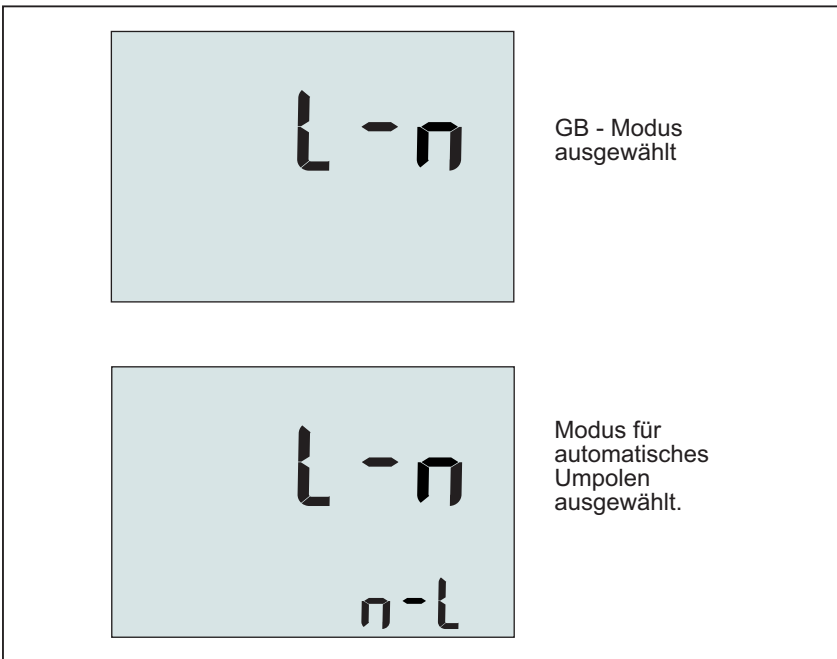 L-n
GB - Modus
ausgewählt
L-n
n-L
Modus für
automatisches
Umpolen
ausgewählt.